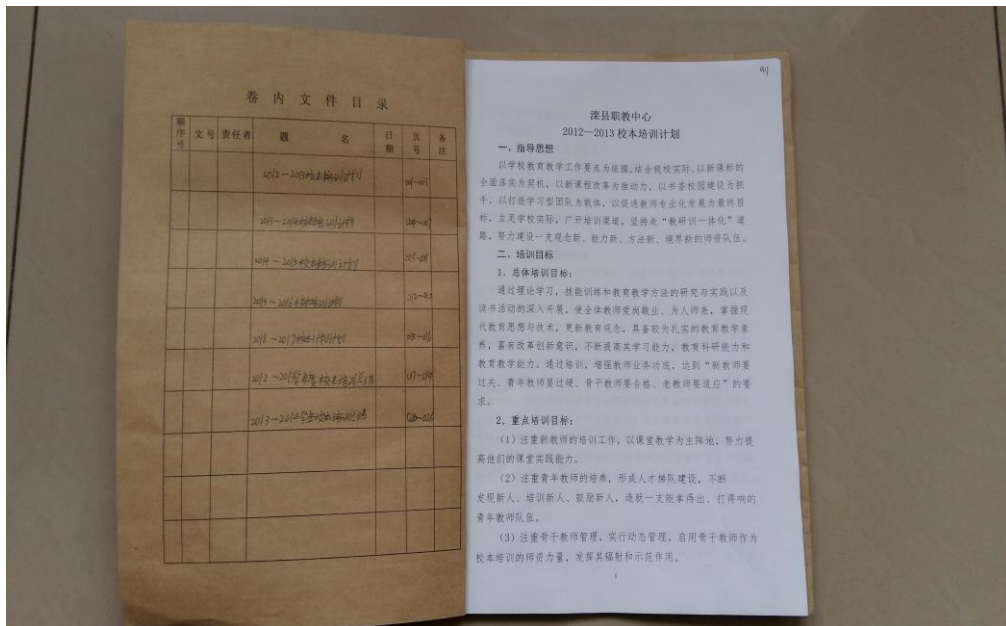 卷内文件目录
顺序号 文号 责任者 题 名 日期 页号 备注
2012—2013校本培训计划
2013—2014校本培训计划
2014—2015校本培训计划
2015—2016校本培训计划
2016—2017校本
2012—2013学年度校本培训总结
2013—2014学年校本培训总结
滦县职教中心
2012—2013 校本培训计划
一、指导思想
以学校教育教学工作要点为依据,结合我校实际,以新课标的
全面落实为契机,以新课程改革为推动力,以书香校园建设为抓
手,以打造学习型团队为载体,以促进教师专业化发展为最终目
标,立足学校实际,广开培训渠道,坚持走“教研训一体化”道
路,努力建设一支观念新、能力新、方法新、境界新的师资队伍。
二、培训目标
1、总体培训目标:
通过理论学习,技能训练和教育教学方法的研究与实践以及
读书活动的深入开展,使全体教师爱岗敬业、为人师表,掌握现
代教育思想与技术,更新教育观念,具备较为扎实的教育教学素
养,富有改革创新意识,不断提高其学习能力、教育科研能力和
教育教学能力。通过培训,增强教师业务功底,达到“新教师要
过关、青年教师要过硬、骨干教师要合格、老教师要适应”的要
求。
2、重点培训目标:
(1)注重新教师的培训工作,以课堂教学为主阵地,努力提
高他们的课堂实践能力。
(2)注重青年教师的培养,形成人才梯队建设,不断
发现新人、培训新人、鼓励新人,造就一支能拿得出、打得响的
青年教师队伍。
(3)注重骨干教师管理,实行动态管理,启用骨干教师作为
校本培训的师资力量,发挥其辐射和示范作用。
1